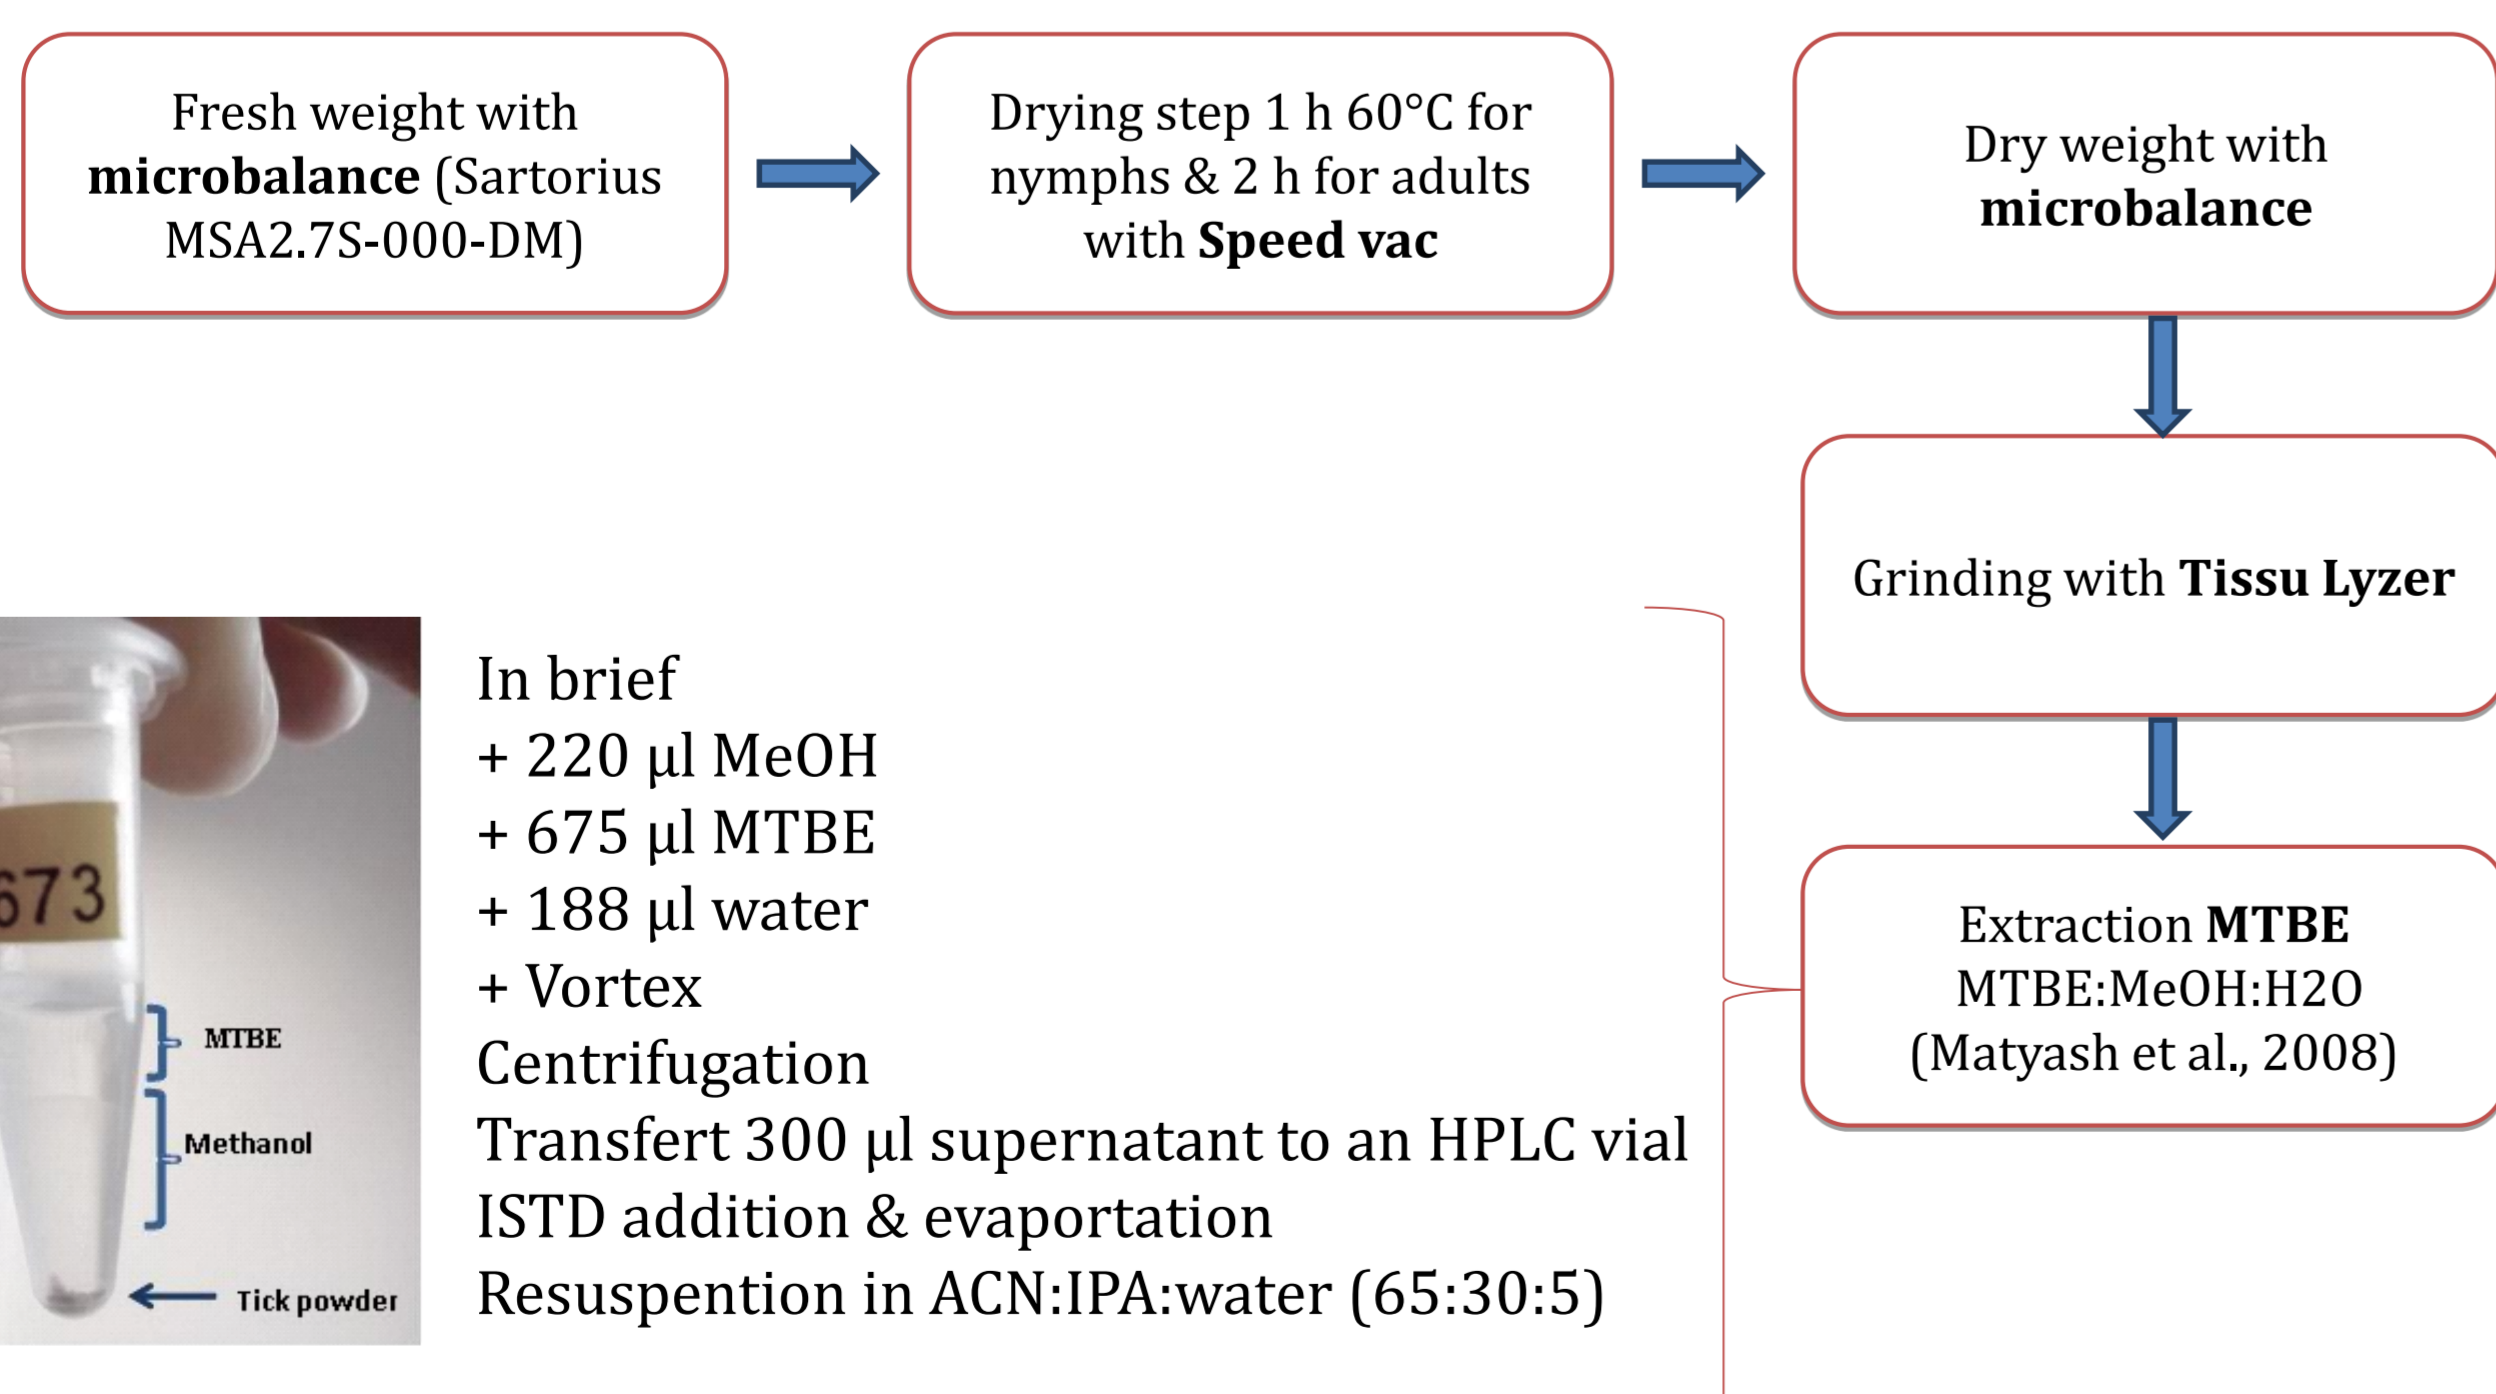 Fresh weight with
microbalance (Sartorius
MSA2.7S-000-DM)
Drying step 1 h 60°C for
nymphs & 2 h for adults
with Speed vac
Dry weight with
microbalance
Grinding with Tissu Lyzer
Extraction MTBE
MTBE:MeOH:H2O
(Matyash et al., 2008)
In brief
+ 220 µl MeOH
+ 675 µl MTBE
+ 188 µl water
+ Vortex
Centrifugation
Transfert 300 µl supernatant to an HPLC vial
ISTD addition & evaportation
Resuspention in ACN:IPA:water (65:30:5)
673
MTBE
Methanol
Tick powder